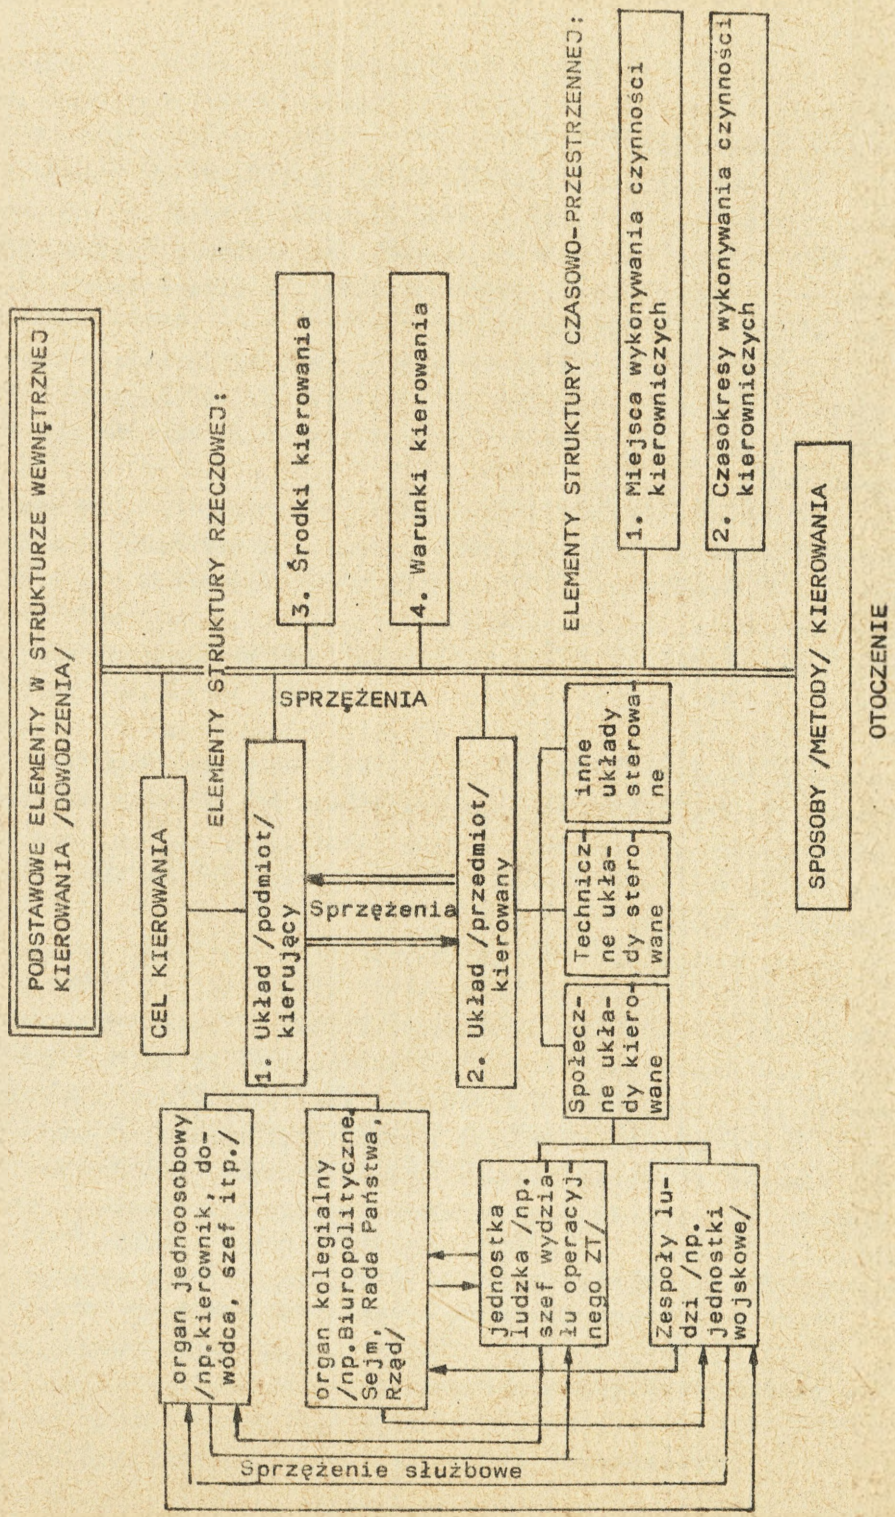 PODSTAWOWE ELEMENTY W STRUKTURZE WEWNĘTRZNEJ
KIEROWANIA /DOWODZENIA/
CEL KIEROWANIA
ELEMENTY STRUKTURY RZECZOWEJ:
organ jednoosobowy
/np.kierownik, do-
wódca, szef itp./
organ kolegialny
/np.Biuropolityczne,
Sejm, Rada Państwa,
Rząd/
1. Układ /podmiot/
kierujący
SPRZĘŻENIA
3. Środki kierowania
4. Warunki kierowania
Sprzężenia
Sprzężenie służbowe
2. Układ /przedmiot/
kierowany
jednostka
ludzka /np.
szef wydzia-
łu operacyj-
nego ZT/
Zespoły lu-
dzi /np.
jednostki
wojskowe/
Społecz-
ne ukła-
dy kiero-
wane
Technicz-
ne ukła-
dy stero-
wane
inne
układy
sterowa-
ne
ELEMENTY STRUKTURY CZASOWO-PRZESTRZENNEJ:
1. Miejsca wykonywania czynności
kierowniczych
2. Czasokresy wykonywania czynności
kierowniczych
SPOSOBY /METODY/ KIEROWANIA
OTOCZENIE